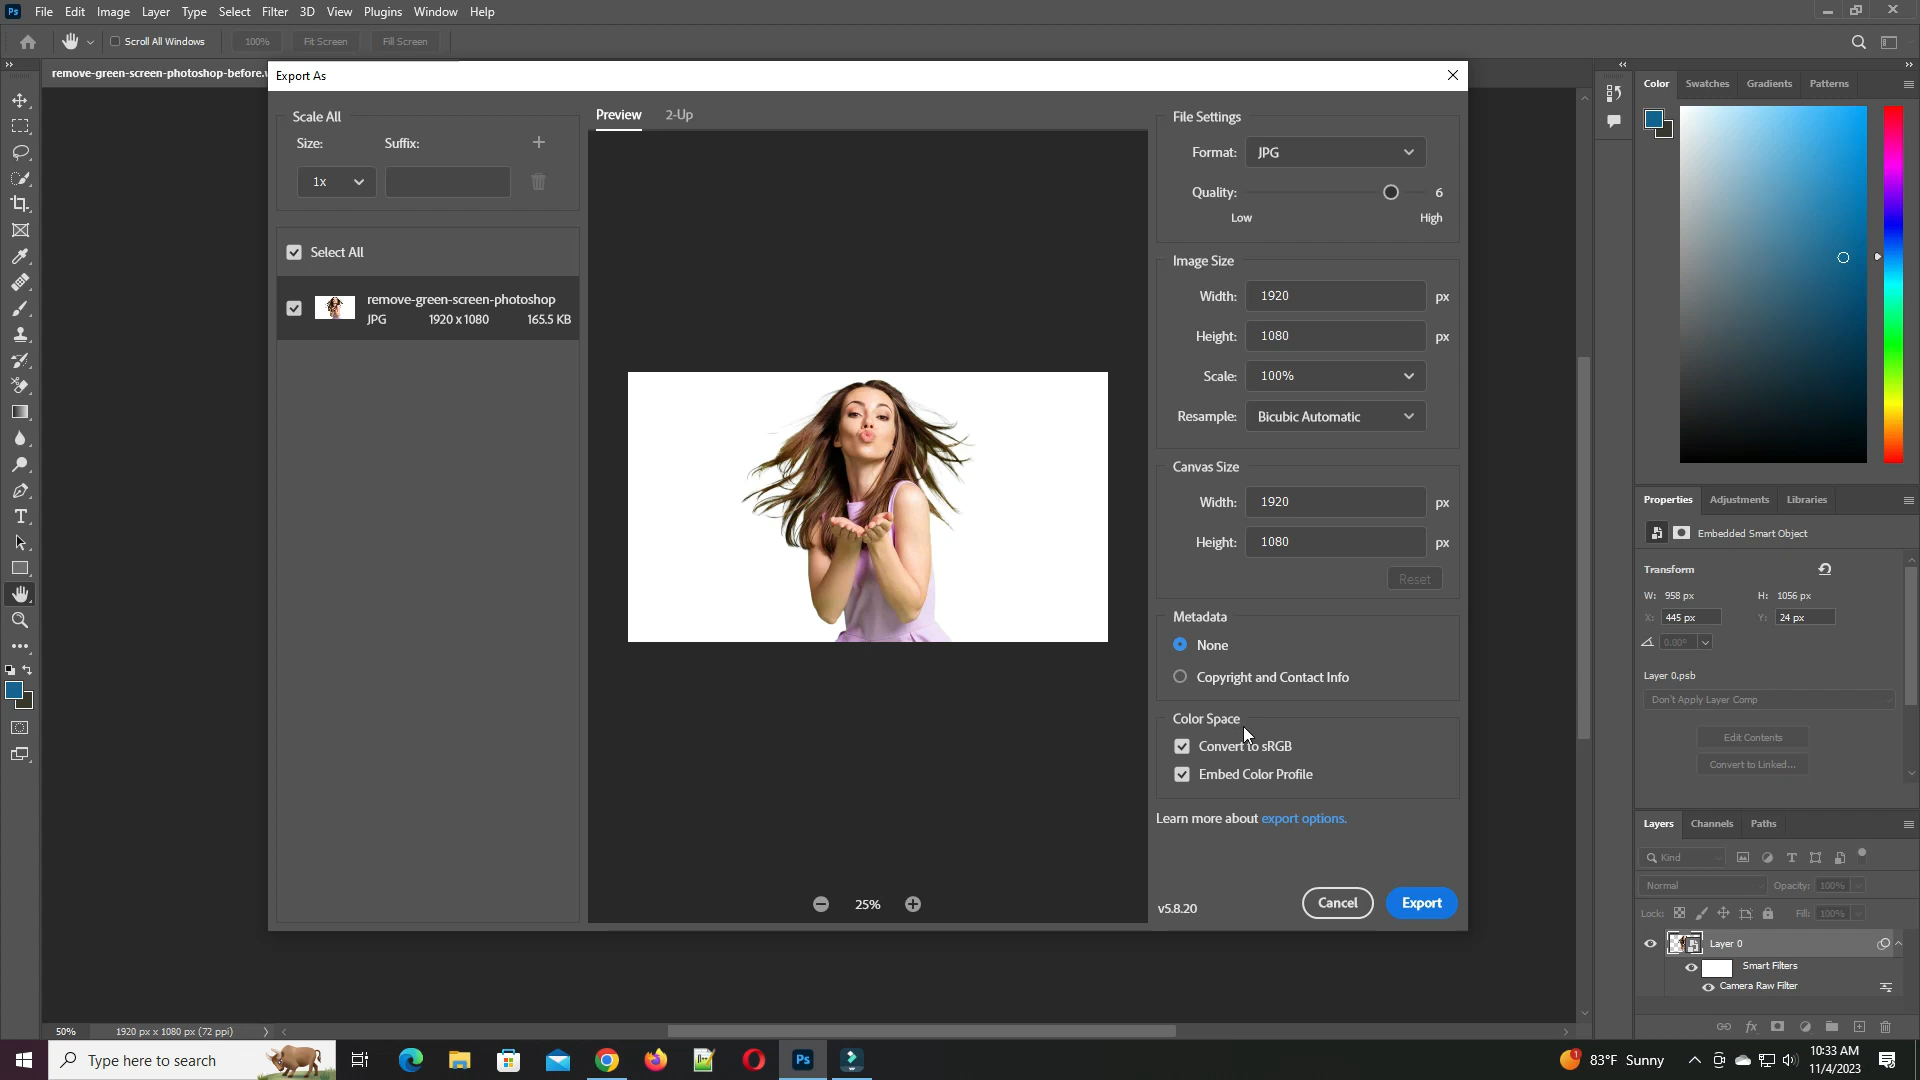 Ps File Edit Image Layer Type Select Filter 3D View Plugins Window Help
Scroll All Windows 100% Fit Screen Fill Screen
remove-green-screen-photoshop-before.
Export As
Scale All
Size: Suffix:
1x
Select All
remove-green-screen-photoshop
JPG 1920 x 1080 165.5 KB
Preview 2-Up
25%
File Settings
Format: JPG
Quality: 6
Low High
Image Size
Width: 1920 px
Height: 1080 px
Scale: 100%
Resample: Bicubic Automatic
Canvas Size
Width: 1920 px
Height: 1080 px
Reset
Metadata
None
Copyright and Contact Info
Color Space
Convert to sRGB
Embed Color Profile
Learn more about export options.
v5.8.20 Cancel Export
Color Swatches Gradients Patterns
Properties Adjustments Libraries
Embedded Smart Object
Transform
W: 958 px H: 1056 px
X: 445 px Y: 24 px
0.00°
Layer 0.psb
Don't Apply Layer Comp
Edit Contents
Convert to Linked...
Layers Channels Paths
Kind
Normal Opacity: 100%
Lock: Fill: 100%
Layer 0
Smart Filters
Camera Raw Filter
50% 1920 px x 1080 px (72 ppi)
Type here to search
Ps
1 83°F Sunny
10:33 AM
11/4/2023